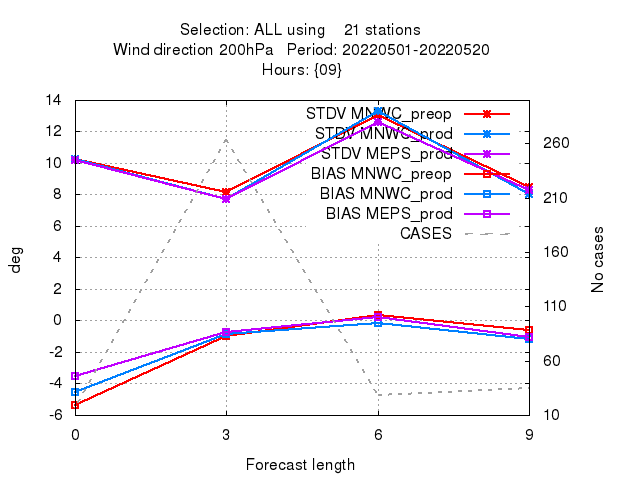 Selection: ALL using    21 stations
Wind direction 200hPa   Period: 20220501-20220520
Hours: {09}
14
12
10
8
6
4
2
0
-2
-4
-6
deg
STDV MNWC_preop
STDV MNWC_prod
STDV MEPS_prod
BIAS MNWC_preop
BIAS MNWC_prod
BIAS MEPS_prod
CASES
260
210
160
110
60
10
No cases
0 3 6 9
Forecast length